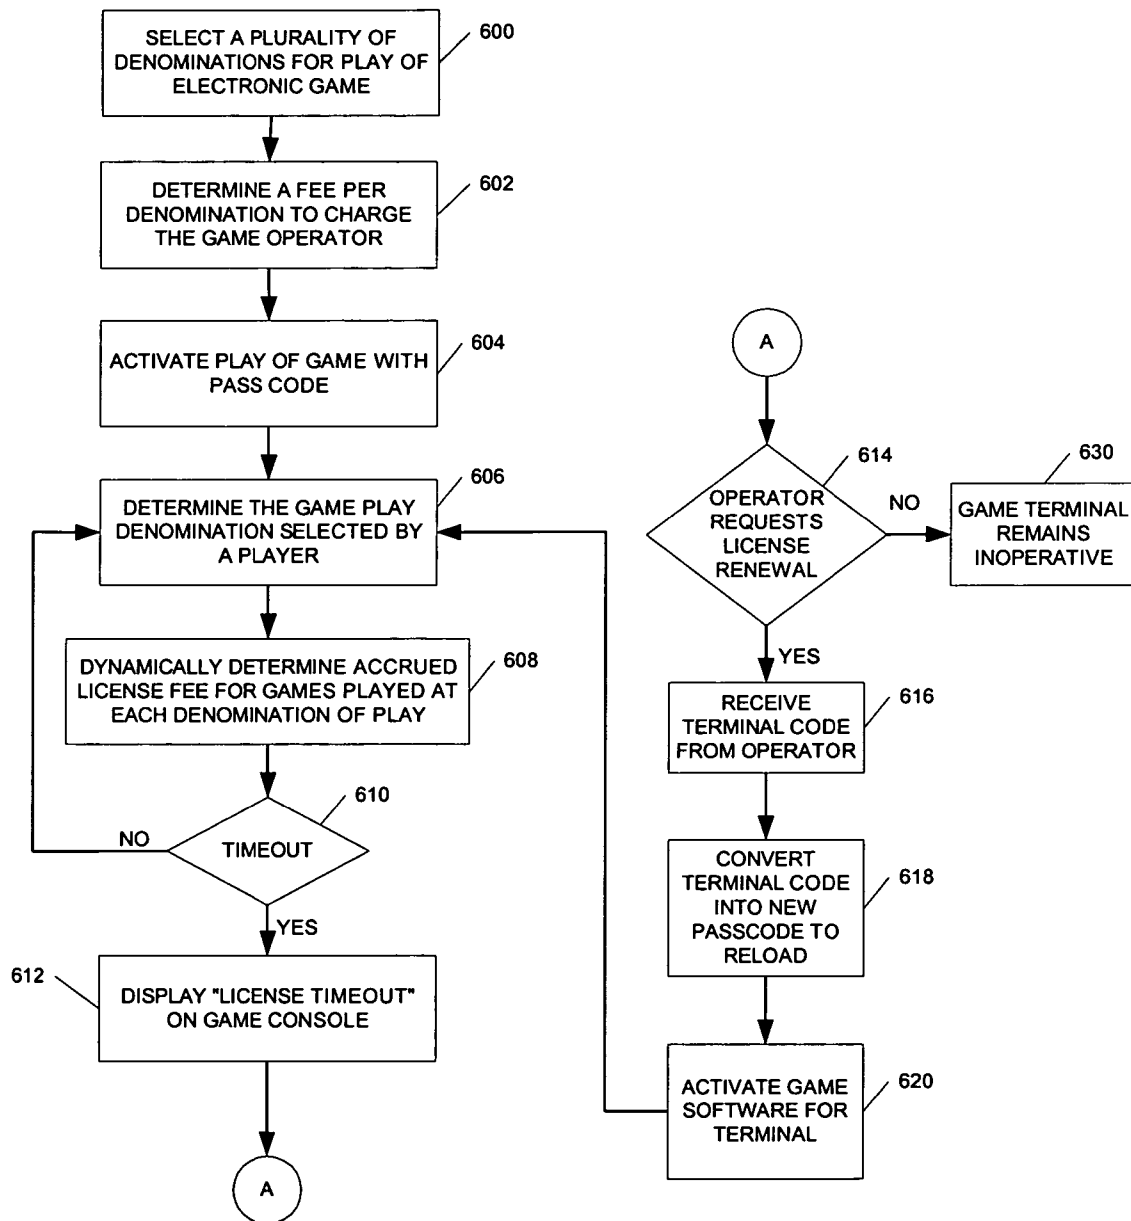 SELECT A PLURALITY OF
DENOMINATIONS FOR PLAY OF
ELECTRONIC GAME
600
DETERMINE A FEE PER
DENOMINATION TO CHARGE
THE GAME OPERATOR
602
ACTIVATE PLAY OF GAME WITH
PASS CODE
604
DETERMINE THE GAME PLAY
DENOMINATION SELECTED BY
A PLAYER
606
DYNAMICALLY DETERMINE ACCRUED
LICENSE FEE FOR GAMES PLAYED AT
EACH DENOMINATION OF PLAY
608
TIMEOUT
610
NO
YES
DISPLAY "LICENSE TIMEOUT"
ON GAME CONSOLE
612
A
A
OPERATOR
REQUESTS
LICENSE
RENEWAL
614
NO
GAME TERMINAL
REMAINS
INOPERATIVE
630
YES
RECEIVE
TERMINAL CODE
FROM OPERATOR
616
CONVERT
TERMINAL CODE
INTO NEW
PASSCODE TO
RELOAD
618
ACTIVATE GAME
SOFTWARE FOR
TERMINAL
620